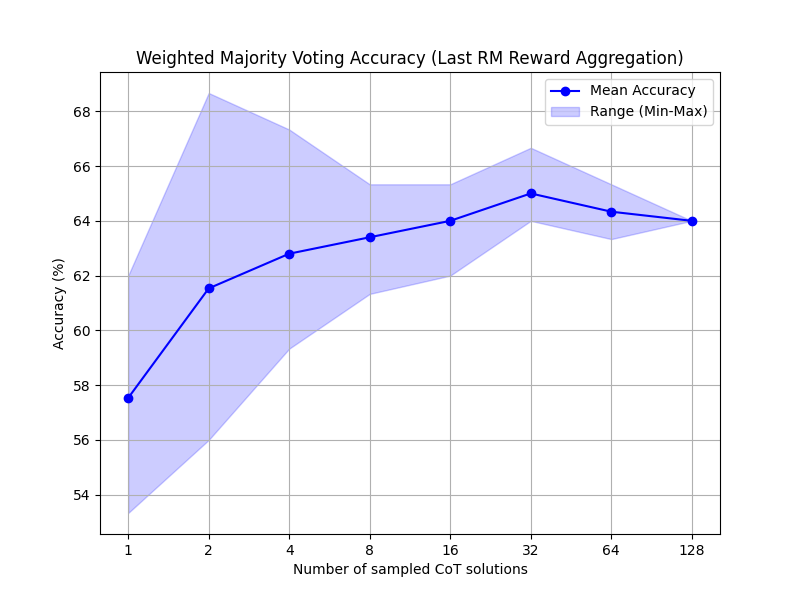 Weighted Majority Voting Accuracy (Last RM Reward Aggregation)
Mean Accuracy
Range (Min-Max)
Accuracy (%)
68
66
64
62
60
58
56
54
1 2 4 8 16 32 64 128
Number of sampled CoT solutions